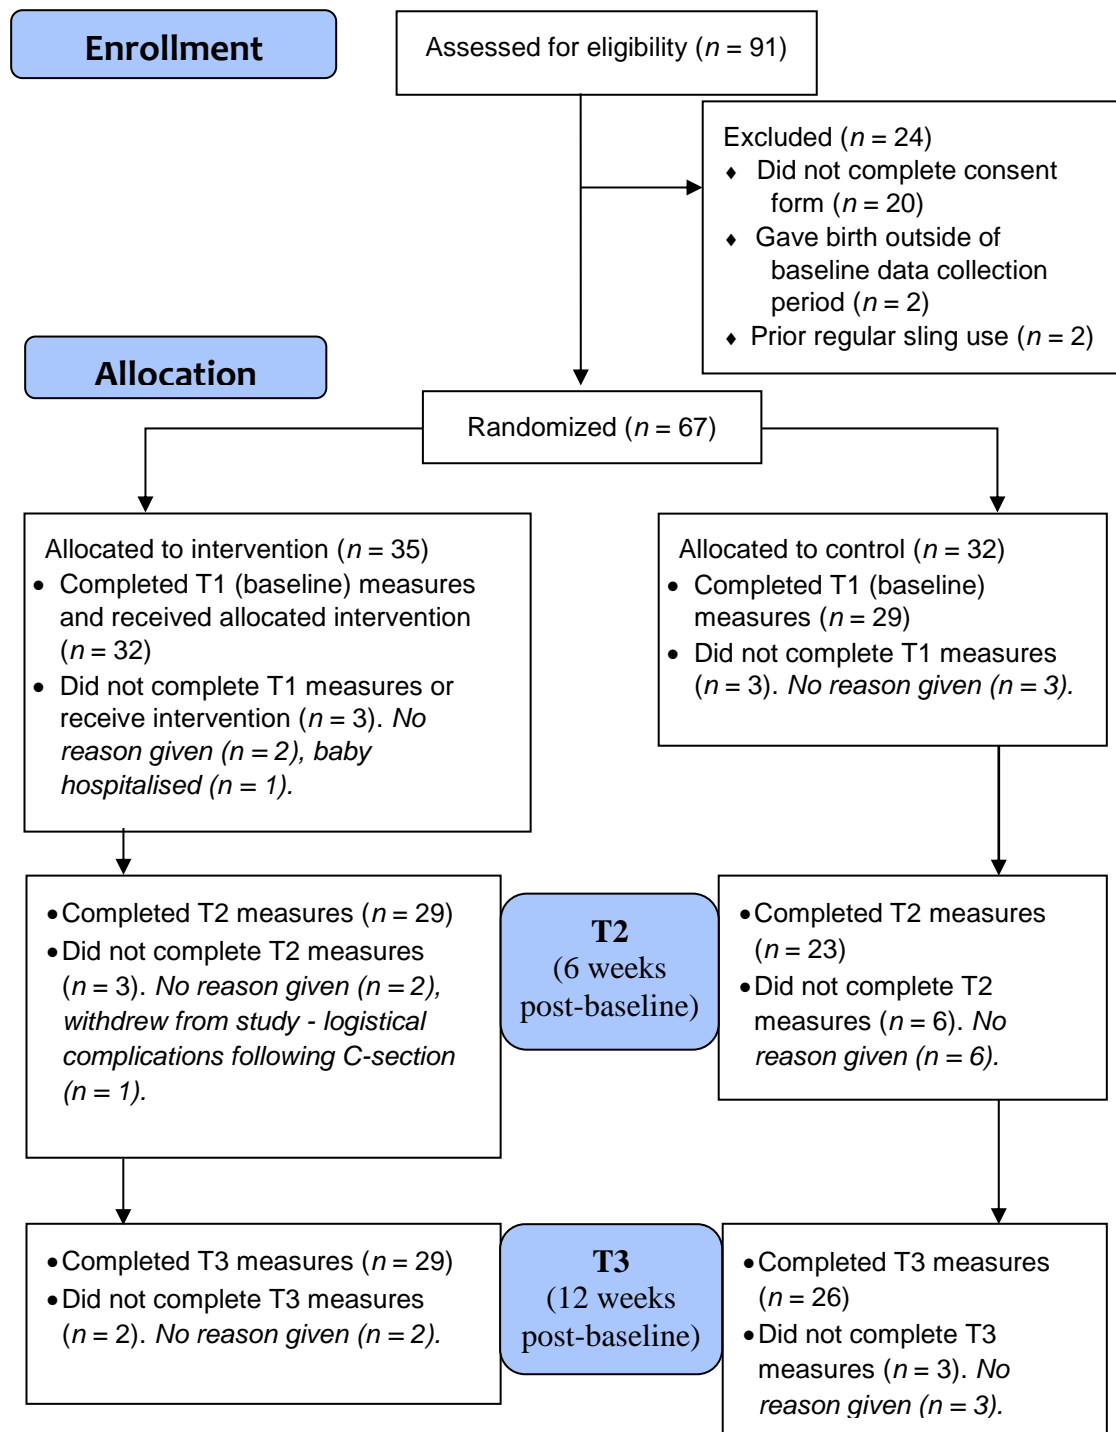 Enrollment
Assessed for eligibility (n = 91)
Excluded (n = 24)
♦ Did not complete consent
form (n = 20)
♦ Gave birth outside of
baseline data collection
period (n = 2)
♦ Prior regular sling use (n = 2)
Allocation
Randomized (n = 67)
Allocated to intervention (n = 35)
• Completed T1 (baseline) measures
and received allocated intervention
(n = 32)
• Did not complete T1 measures or
receive intervention (n = 3). No
reason given (n = 2), baby
hospitalised (n = 1).
Allocated to control (n = 32)
• Completed T1 (baseline)
measures (n = 29)
• Did not complete T1 measures
(n = 3). No reason given (n = 3).
• Completed T2 measures (n = 29)
• Did not complete T2 measures
(n = 3). No reason given (n = 2),
withdrew from study - logistical
complications following C-section
(n = 1).
T2
(6 weeks
post-baseline)
• Completed T2 measures
(n = 23)
• Did not complete T2
measures (n = 6). No
reason given (n = 6).
• Completed T3 measures (n = 29)
• Did not complete T3 measures
(n = 2). No reason given (n = 2).
T3
(12 weeks
post-baseline)
• Completed T3 measures
(n = 26)
• Did not complete T3
measures (n = 3). No
reason given (n = 3).